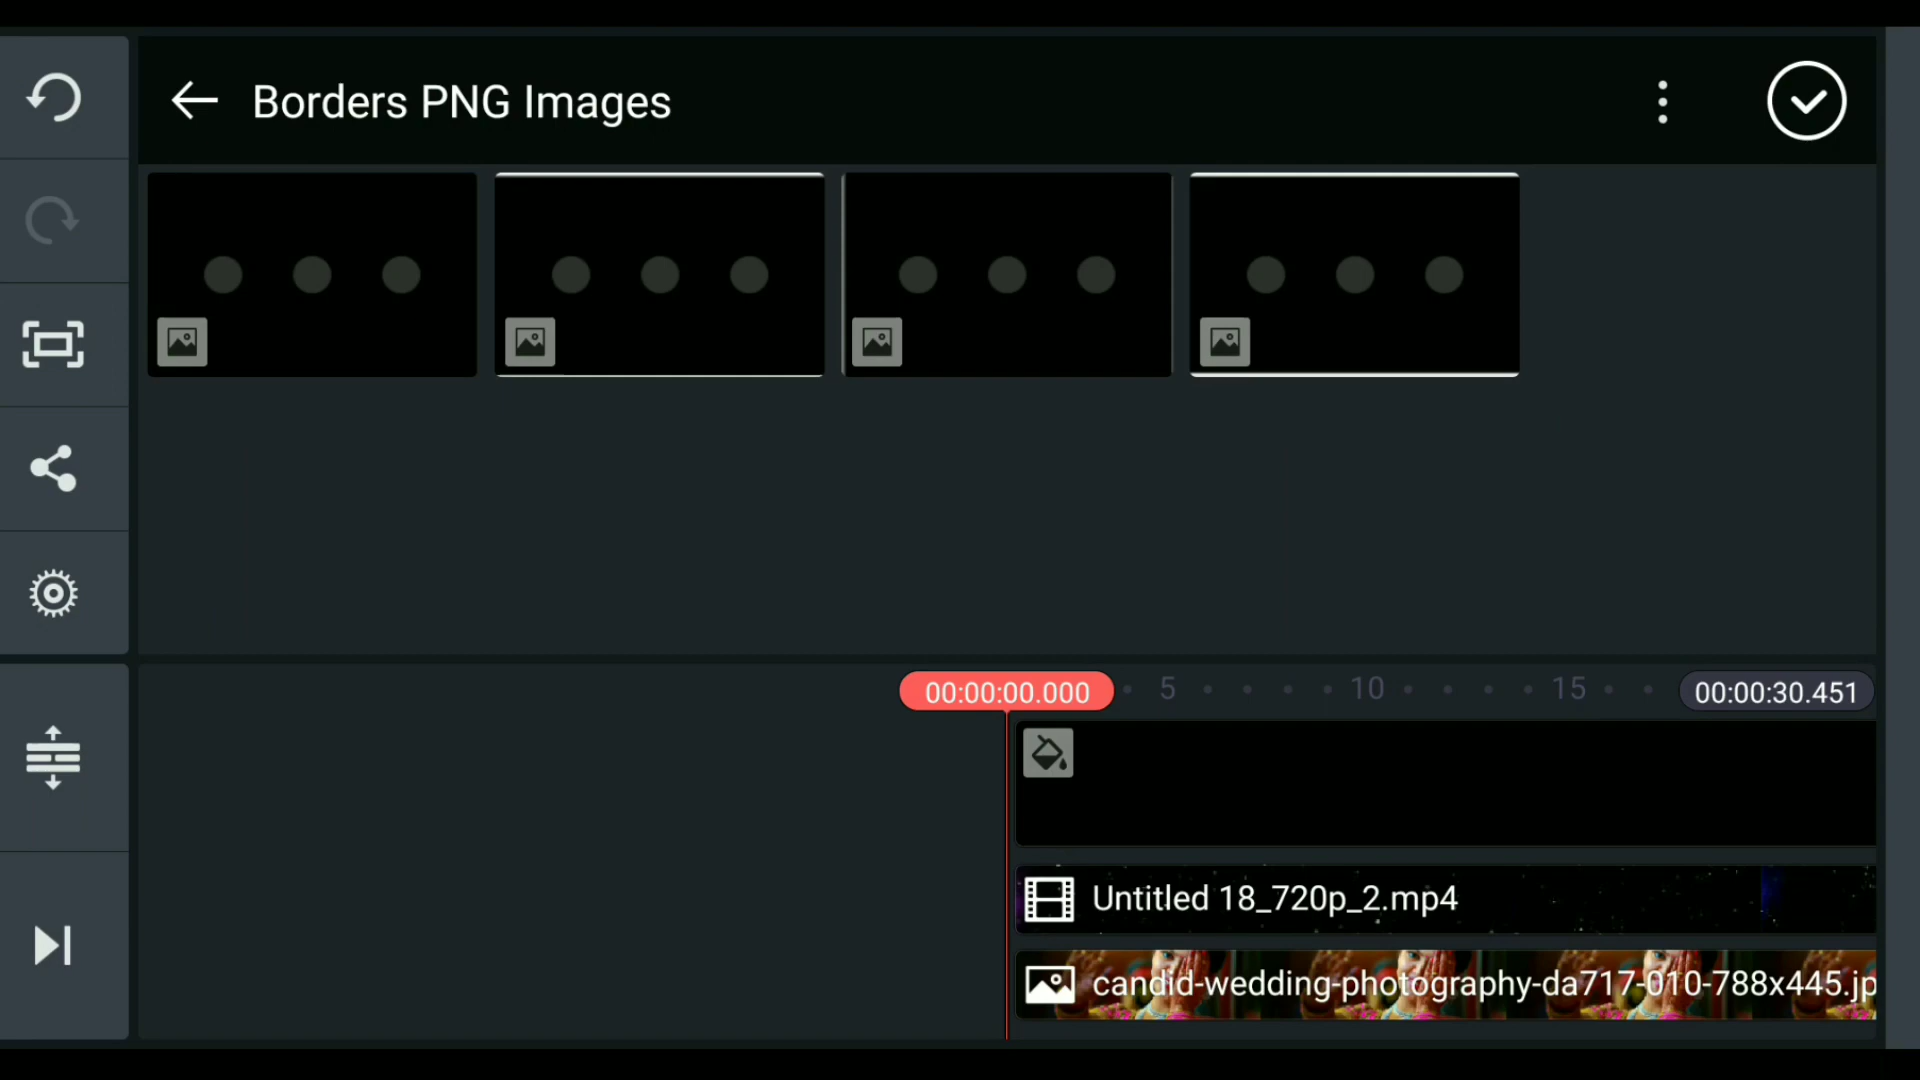 Borders PNG Images
00:00:00.000
5
10
15
00:00:30.451
Untitled 18_720p_2.mp4
candid-wedding-photography-da717-010-788x445.jp